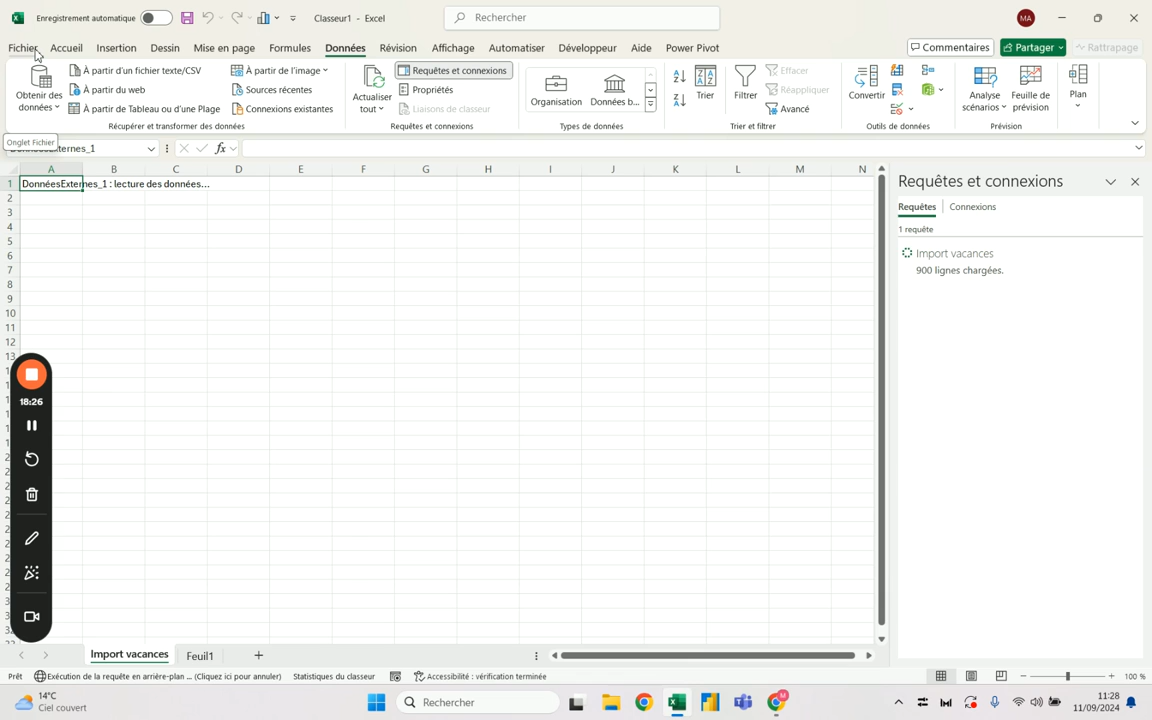 Enregistrement automatique
Classeur1 - Excel
Rechercher
MA
Fichier Accueil Insertion Dessin Mise en page Formules Données Révision Affichage Automatiser Développeur Aide Power Pivot
Commentaires Partager Rattrapage
Obtenir des données
À partir d'un fichier texte/CSV
À partir du web
À partir de Tableau ou d'une Plage
À partir de l'image
Sources récentes
Connexions existantes
Récupérer et transformer des données
Actualiser tout
Requêtes et connexions
Propriétés
Liaisons de classeur
Requêtes et connexions
Organisation
Données b...
Types de données
Trier
Filtrer
Effacer
Réappliquer
Avancé
Trier et filtrer
Convertir
Outils de données
Analyse scénarios
Feuille de prévision
Prévision
Plan
Onglet Fichier
fx
A B C D E F G H I J K L M N
1 DonnéesExternes_1 : lecture des données...
2
3
4
5
6
7
8
9
10
11
12
13
18:26
Requêtes et connexions
Requêtes Connexions
1 requête
Import vacances
900 lignes chargées.
Import vacances Feuil1
Prêt Exécution de la requête en arrière-plan ... (Cliquez ici pour annuler) Statistiques du classeur Accessibilité : vérification terminée
100 %
14°C
Ciel couvert
Rechercher
11:28
11/09/2024